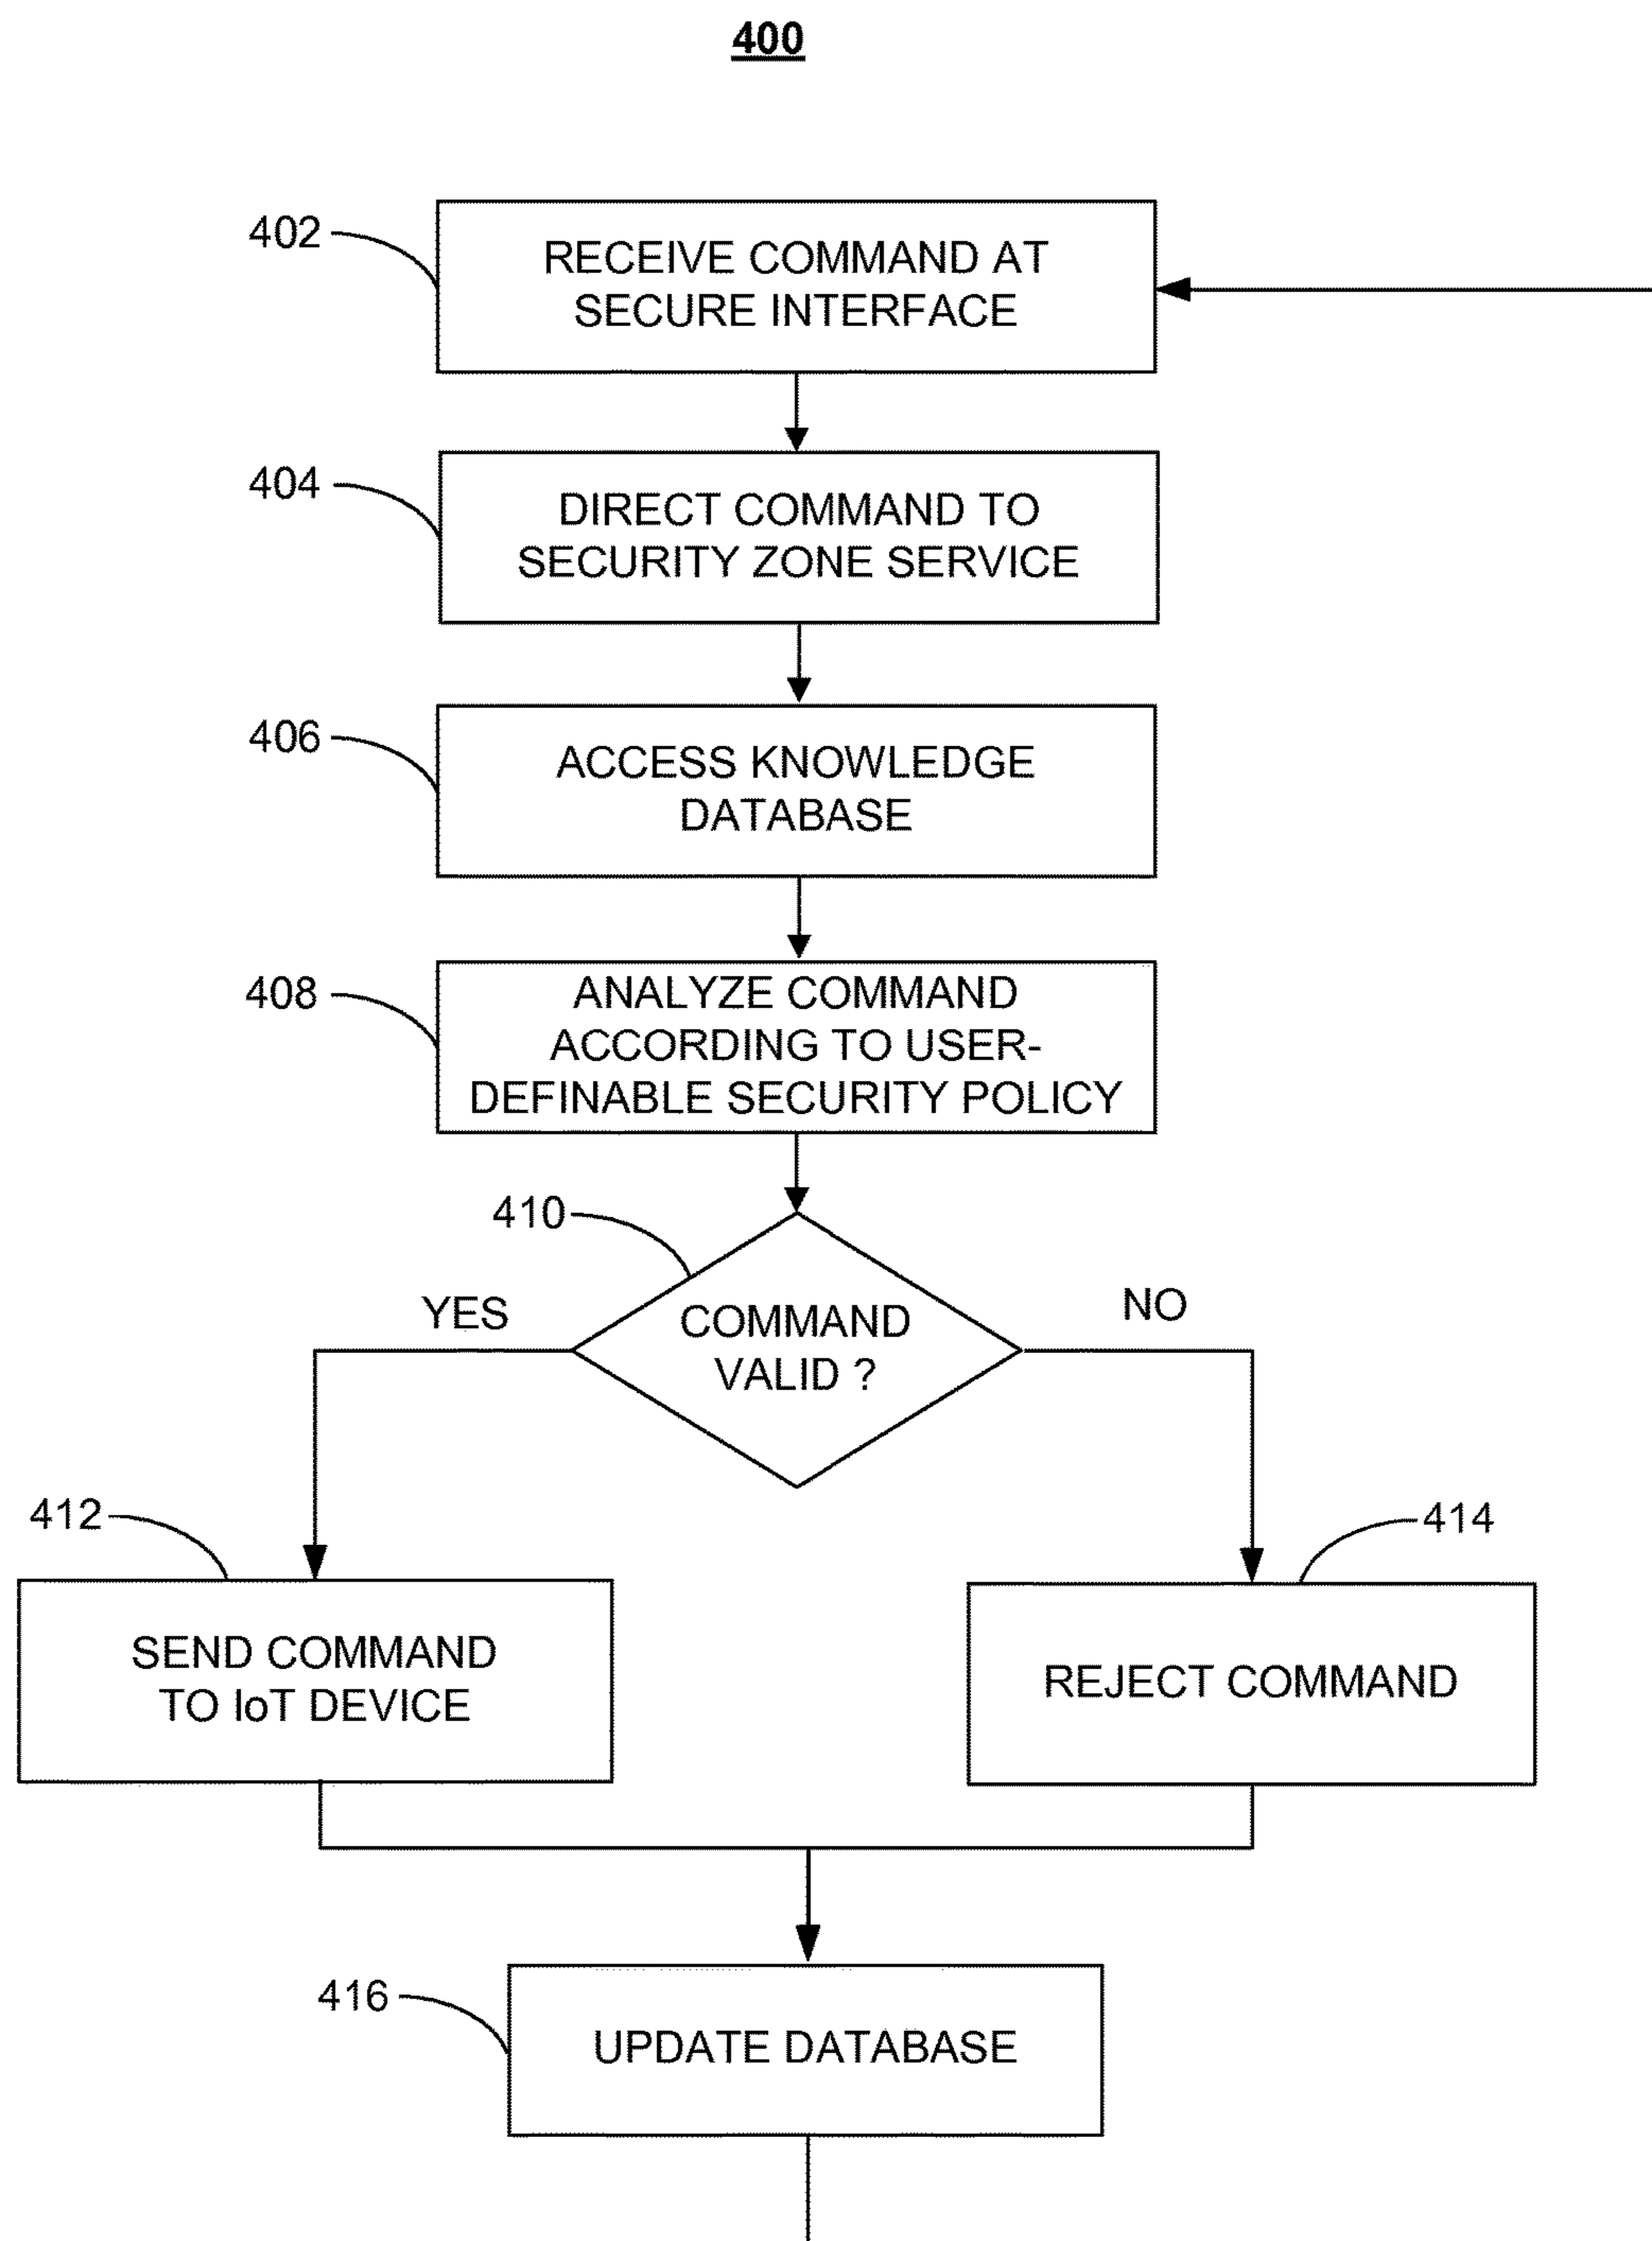 400
402
RECEIVE COMMAND AT
SECURE INTERFACE
404
DIRECT COMMAND TO
SECURITY ZONE SERVICE
406
ACCESS KNOWLEDGE
DATABASE
408
ANALYZE COMMAND
ACCORDING TO USER-
DEFINABLE SECURITY POLICY
410
YES
COMMAND
VALID ?
NO
412
SEND COMMAND
TO IoT DEVICE
414
REJECT COMMAND
416
UPDATE DATABASE